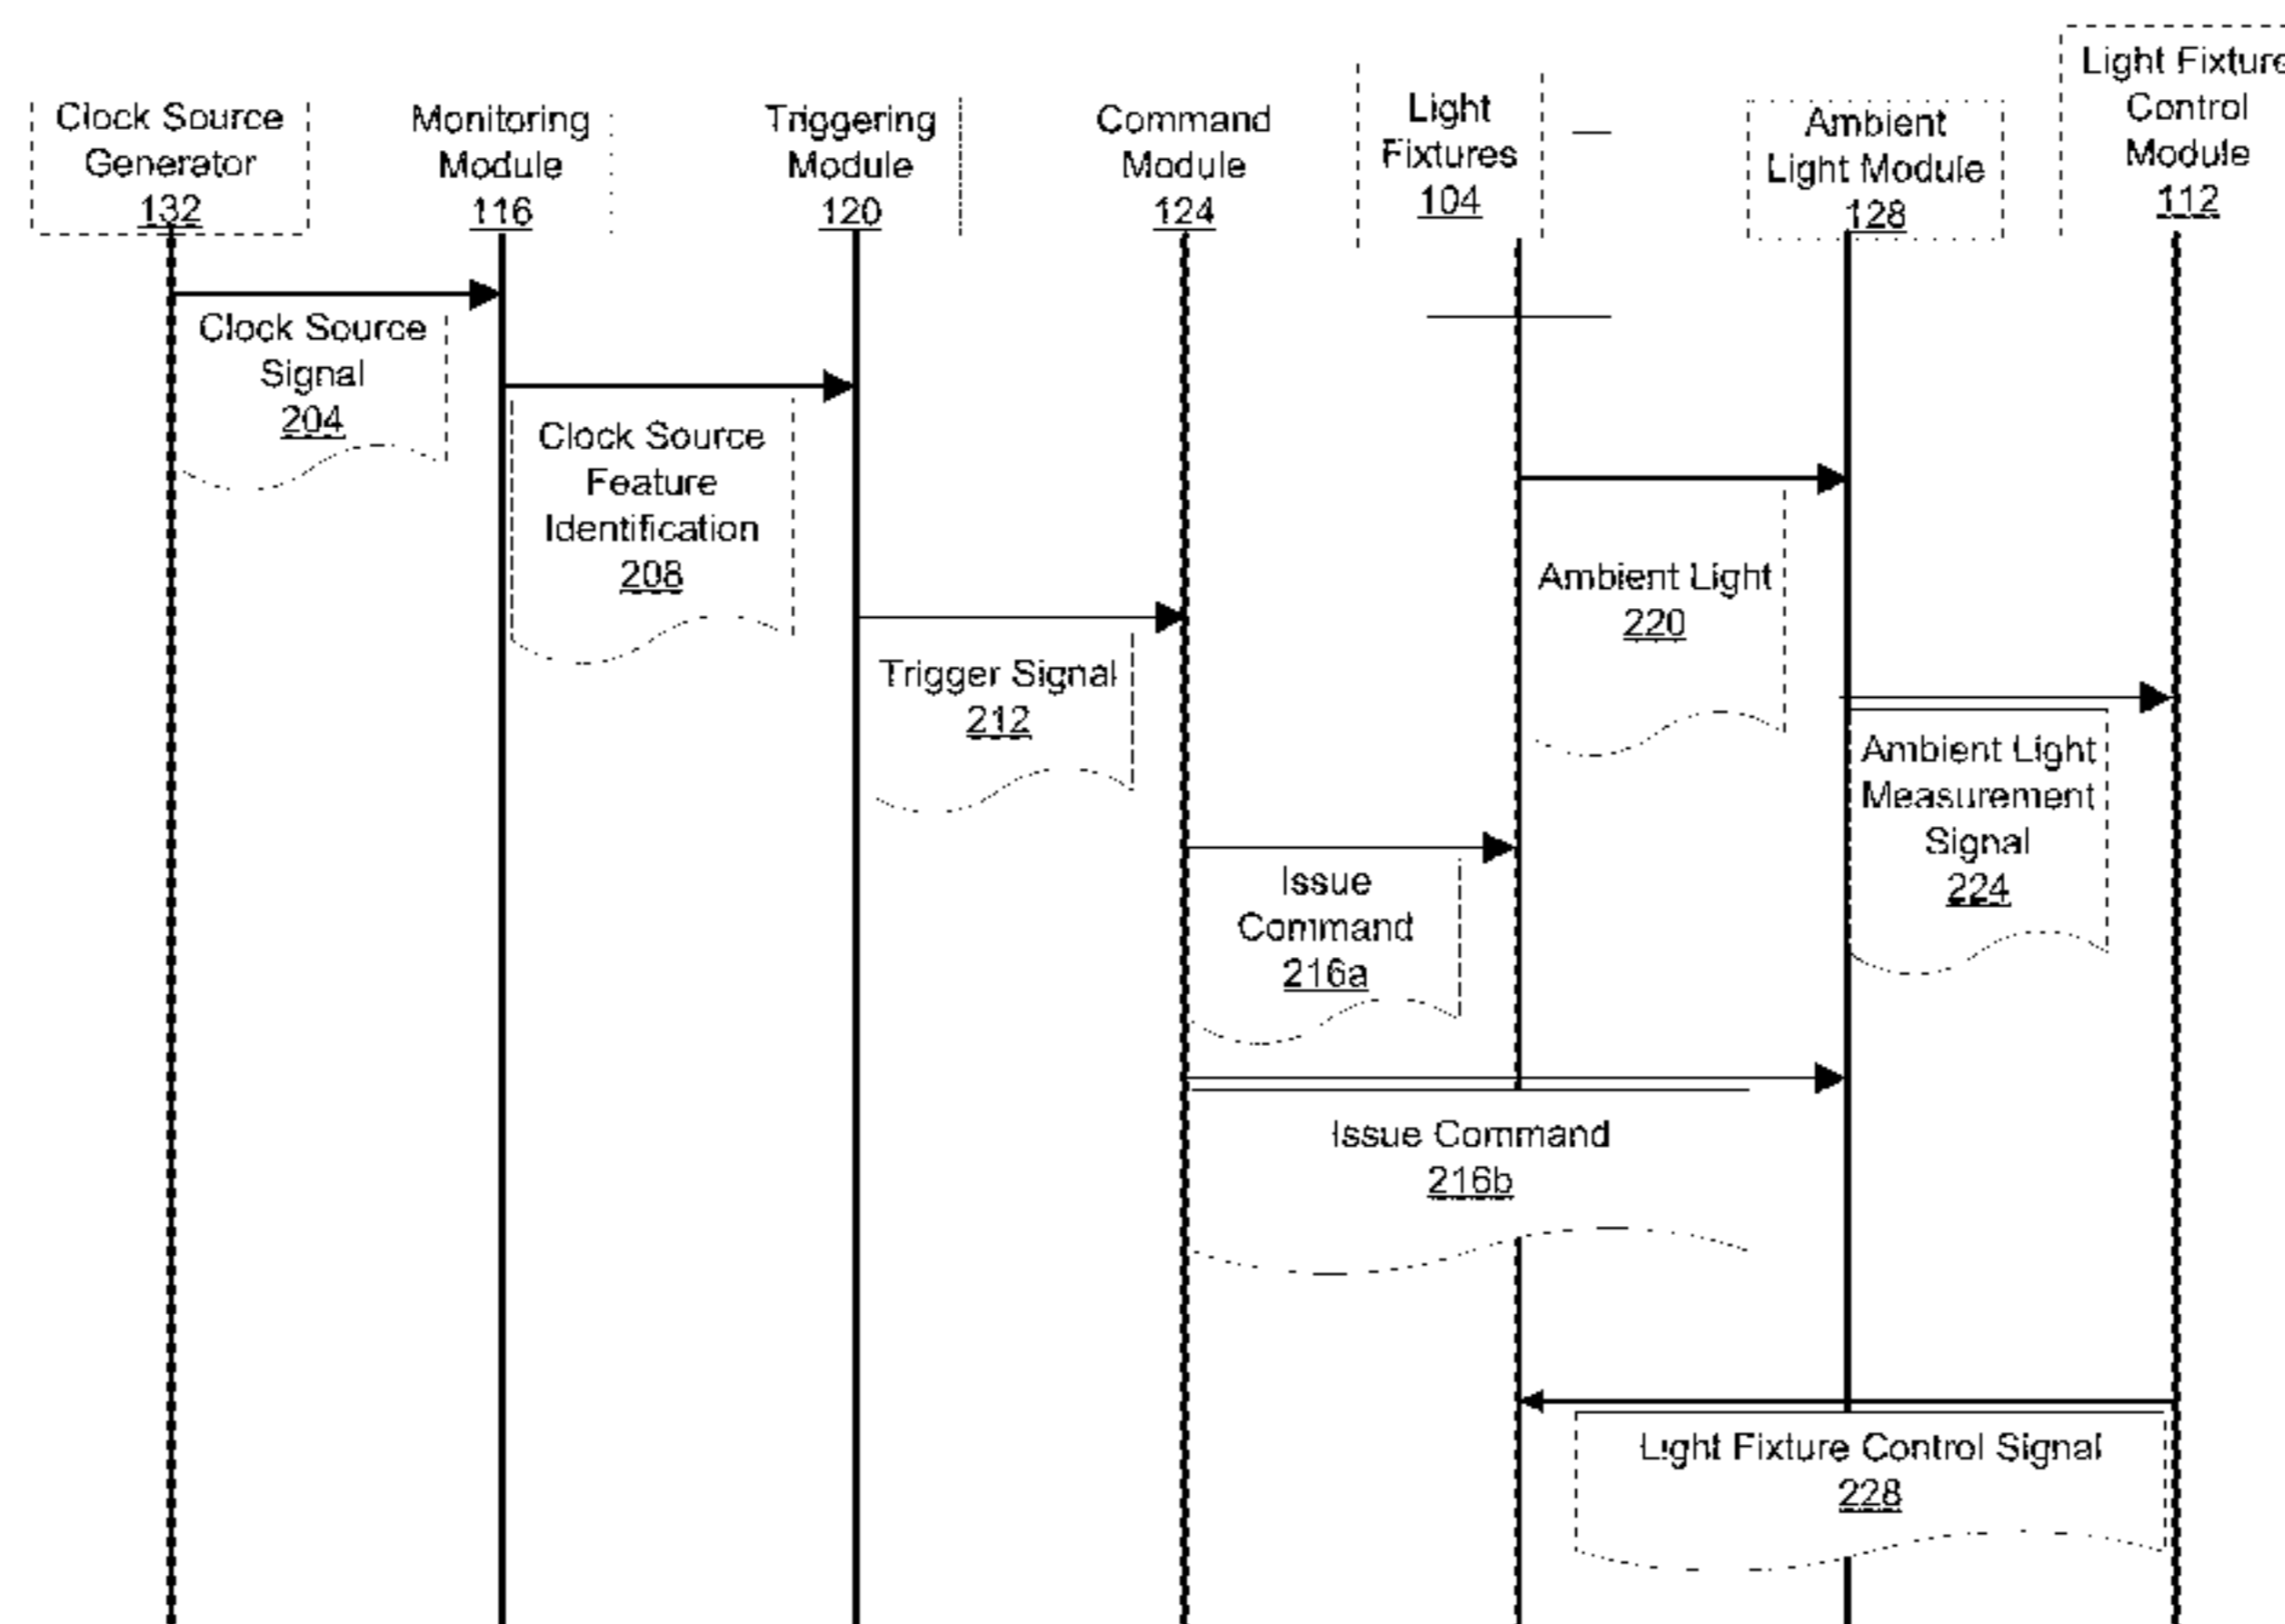 Clock Source
Generator
132
Monitoring
Module
116
Triggering
Module
120
Command
Module
124
Light
Fixtures
104
Ambient
Light Module
128
Light Fixture
Control
Module
112
Clock Source
Signal
204
Clock Source
Feature
Identification
208
Trigger Signal
212
Ambient Light
220
Ambient Light
Measurement
Signal
224
Issue
Command
216a
Issue Command
216b
Light Fixture Control Signal
228